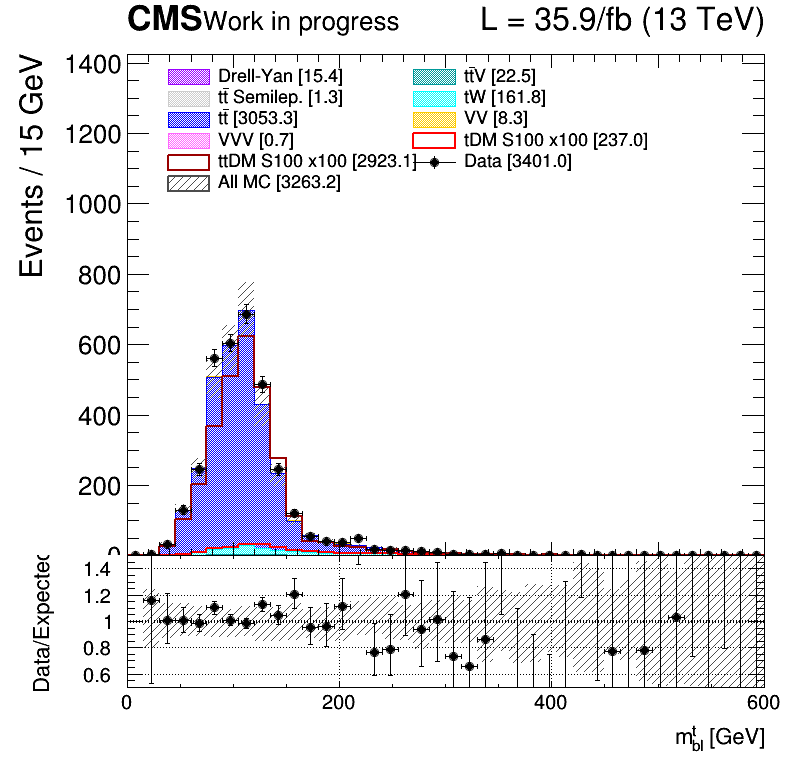 CMS Work in progress L = 35.9/fb (13 TeV)
Events / 15 GeV
1400
1200
1000
800
600
400
200
0
Drell-Yan [15.4]
tt̄ Semilep. [1.3]
tt̄ [3053.3]
VVV [0.7]
ttDM S100 x100 [2923.1]
All MC [3263.2]
tt̄V [22.5]
tW [161.8]
VV [8.3]
tDM S100 x100 [237.0]
Data [3401.0]
Data/Expected
1.4
1.2
1
0.8
0.6
0 200 400 600
m^t_bl [GeV]